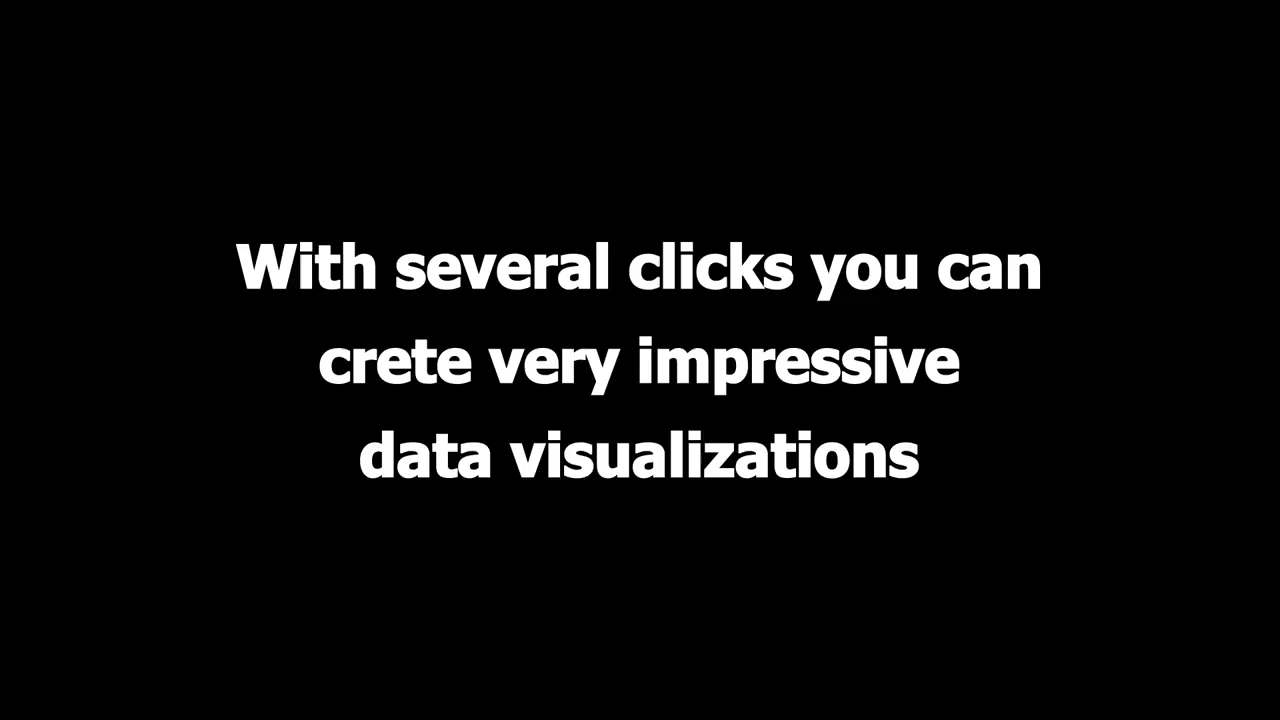 With several clicks you can
crete very impressive
data visualizations